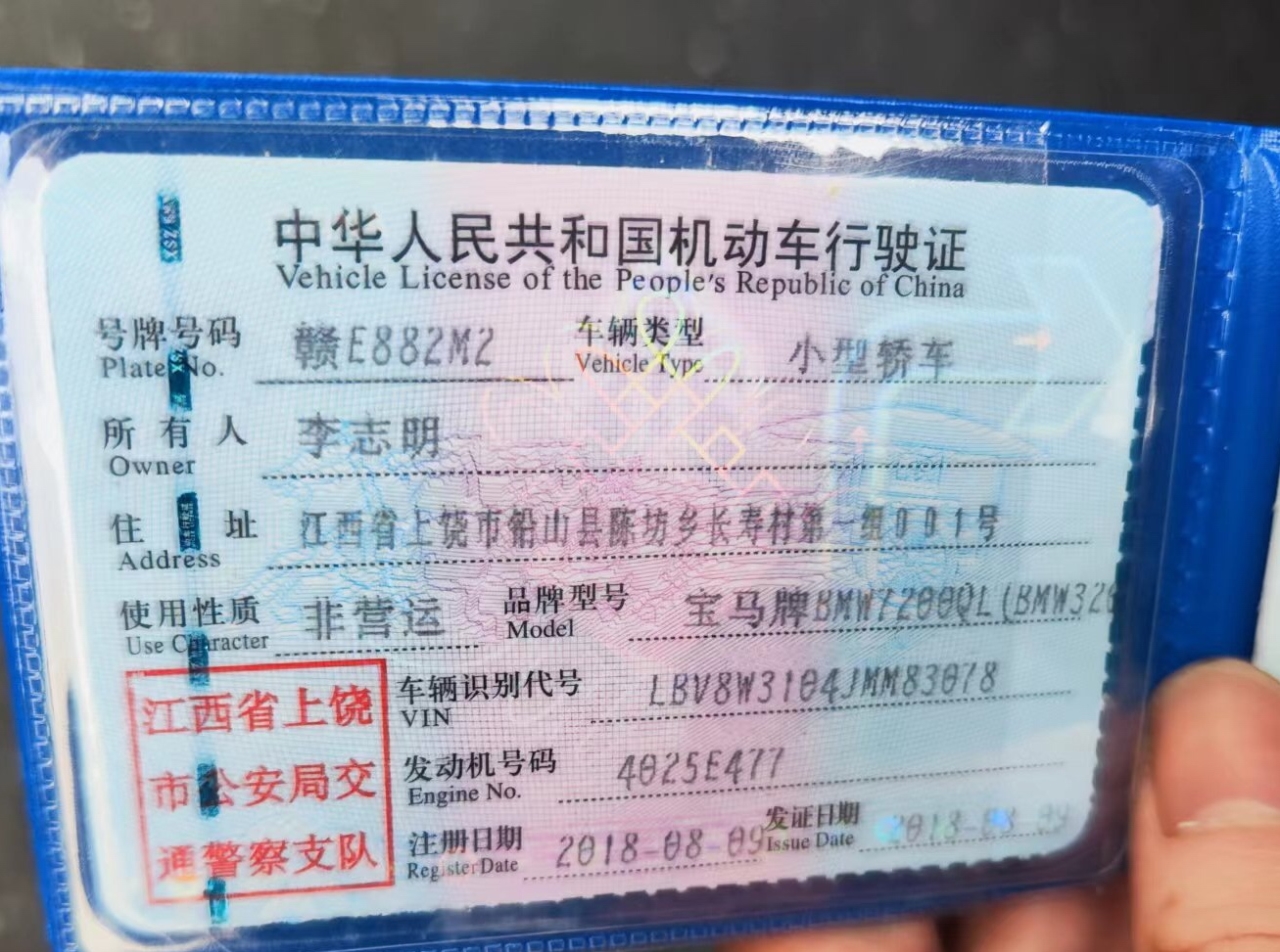 中华人民共和国机动车行驶证
Vehicle License of the People's Republic of China
号牌号码 赣E882M2 车辆类型 小型轿车
Plate No. Vehicle Type
所有人 李志明
Owner
住址 江西省上饶市铅山县陈坊乡长寿村第一组001号
Address
使用性质 非营运 品牌型号 宝马牌BMW7200QL(BMW320
Use Character Model
江西省上饶
市公安局交
通警察支队
车辆识别代号 LBV8W3104JMM83078
VIN
发动机号码 4025E477
Engine No.
注册日期 2018-08-09 发证日期 2018-08-09
Register Date Issue Date